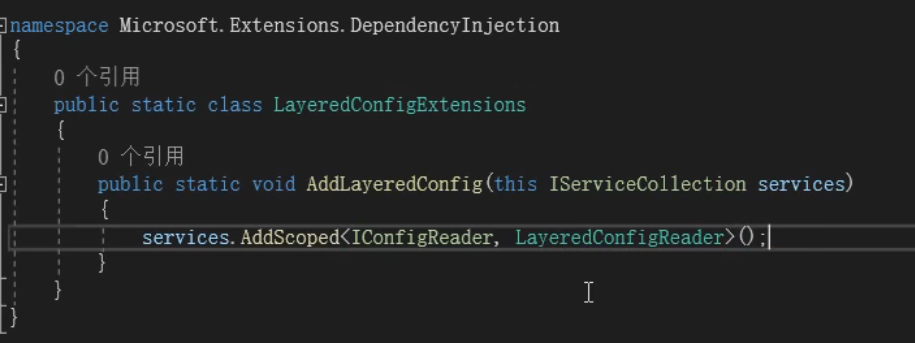 namespace Microsoft.Extensions.DependencyInjection
{
0 个引用
public static class LayeredConfigExtensions
{
0 个引用
public static void AddLayeredConfig(this IServiceCollection services)
{
services.AddScoped<IConfigReader, LayeredConfigReader>();
}
}
}